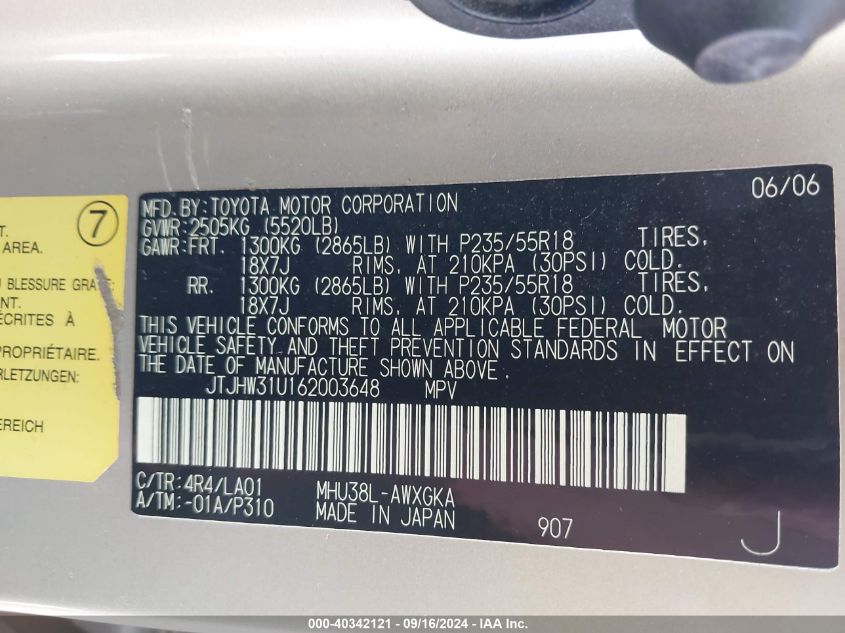 7
T.
AREA.
BLESSURE GRAVE:
NT.
ÉCRITES À
PROPRIÉTAIRE.
RLETZUNGEN:
EREICH
06/06
MFD.BY:TOYOTA MOTOR CORPORATION
GVWR:2505KG (5520LB)
GAWR:FRT. 1300KG (2865LB) WITH P235/55R18 TIRES,
18X7J RIMS, AT 210KPA (30PSI) COLD.
RR. 1300KG (2865LB) WITH P235/55R18 TIRES,
18X7J RIMS, AT 210KPA (30PSI) COLD.
THIS VEHICLE CONFORMS TO ALL APPLICABLE FEDERAL MOTOR
VEHICLE SAFETY AND THEFT PREVENTION STANDARDS IN EFFECT ON
THE DATE OF MANUFACTURE SHOWN ABOVE.
JTJHW31U162003648 MPV
C/TR:4R4/LA01 MHU38L-AWXGKA
A/TM:-01A/P310 MADE IN JAPAN
907
J
000-40342121 - 09/16/2024 - IAA Inc.